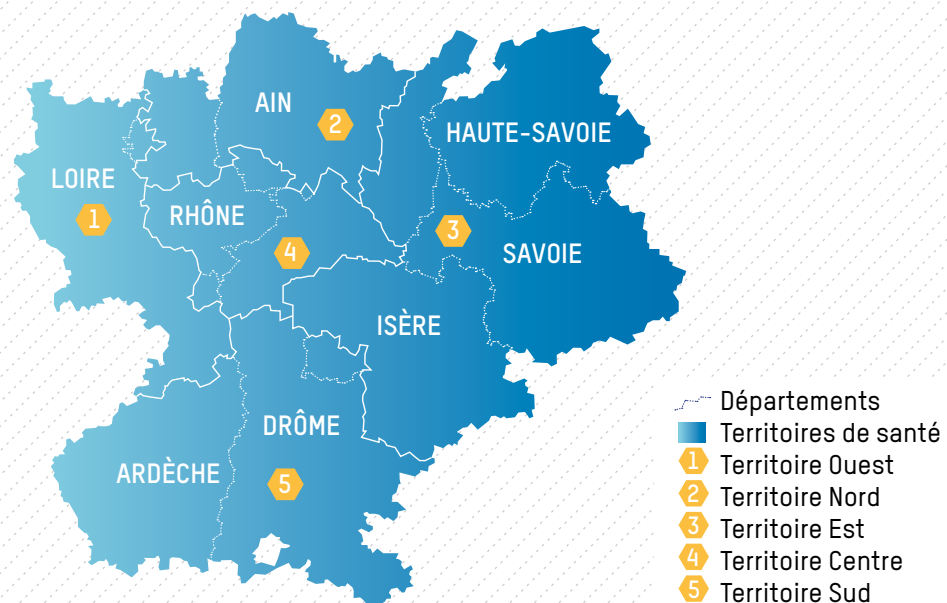 AIN
2
HAUTE-SAVOIE
LOIRE
1
RHÔNE
3
4
SAVOIE
ISÈRE
DRÔME
ARDÈCHE
5
Départements
Territoires de santé
1 Territoire Ouest
2 Territoire Nord
3 Territoire Est
4 Territoire Centre
5 Territoire Sud